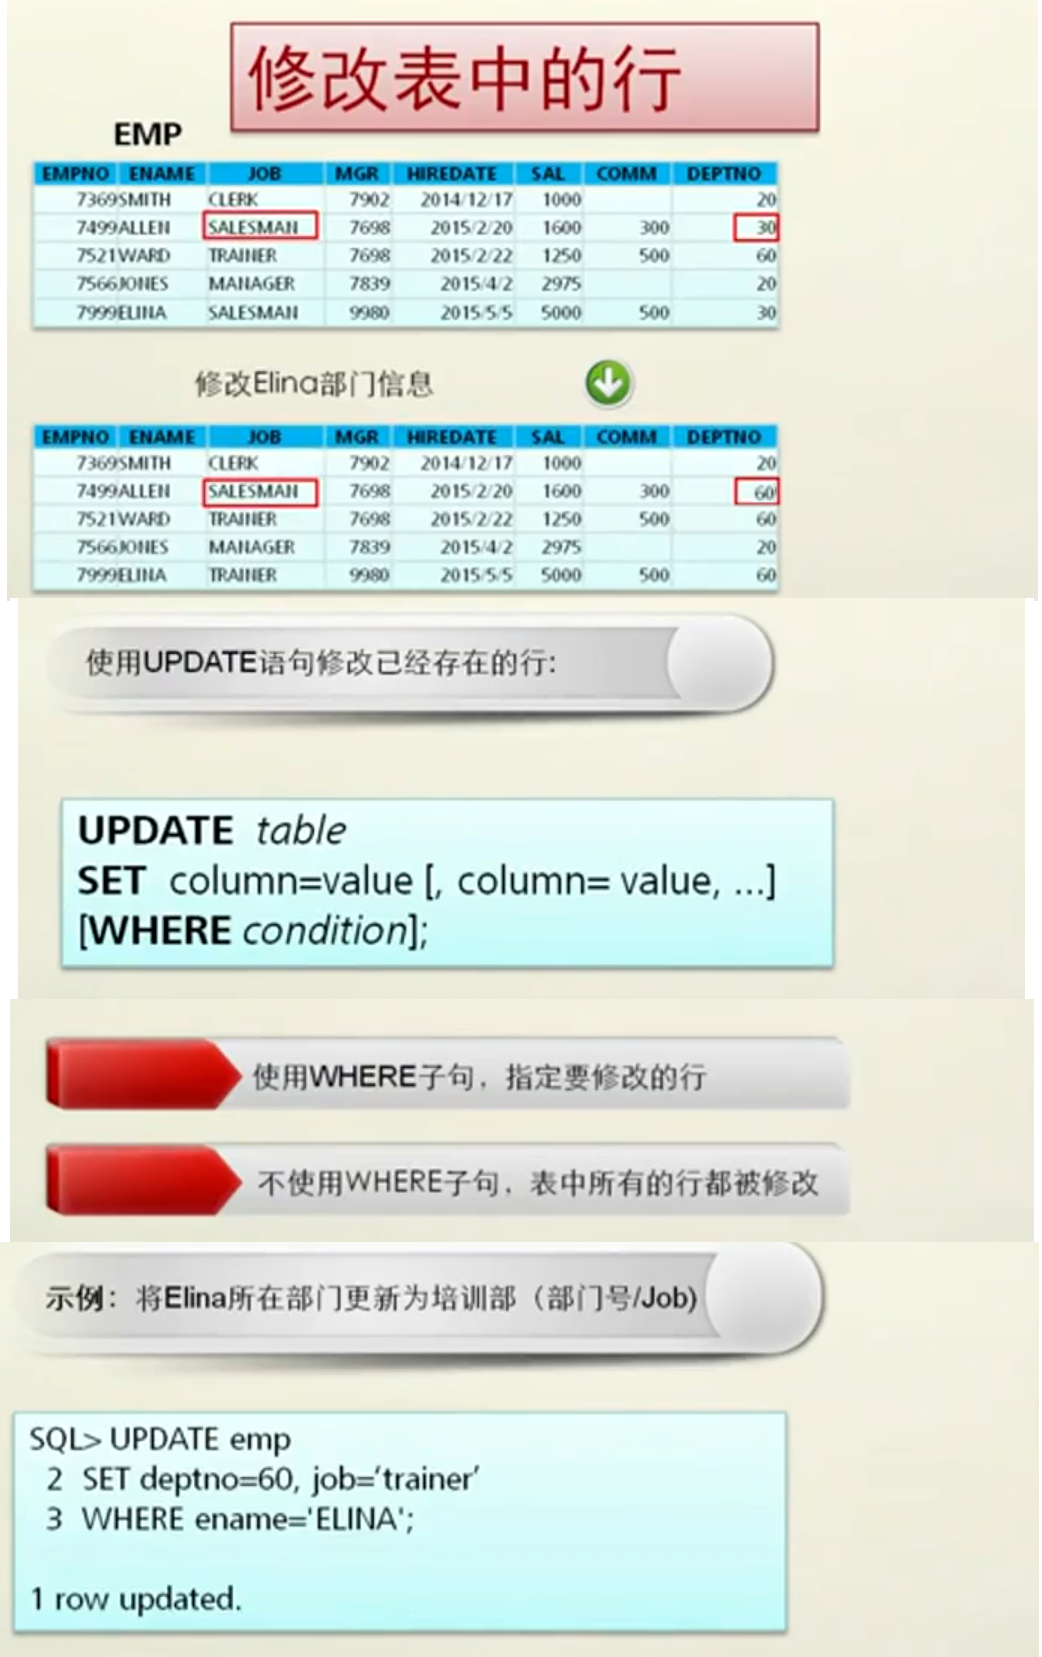 修改表中的行
EMP
EMPNO ENAME JOB MGR HIREDATE SAL COMM DEPTNO
7369 SMITH CLERK 7902 2014/12/17 1000 20
7499 ALLEN SALESMAN 7698 2015/2/20 1600 300 30
7521 WARD TRAINER 7698 2015/2/22 1250 500 60
7566 JONES MANAGER 7839 2015/4/2 2975 20
7999 ELINA SALESMAN 9980 2015/5/5 5000 500 30
修改Elina部门信息
EMPNO ENAME JOB MGR HIREDATE SAL COMM DEPTNO
7369 SMITH CLERK 7902 2014/12/17 1000 20
7499 ALLEN SALESMAN 7698 2015/2/20 1600 300 60
7521 WARD TRAINER 7698 2015/2/22 1250 500 60
7566 JONES MANAGER 7839 2015/4/2 2975 20
7999 ELINA TRAINER 9980 2015/5/5 5000 500 60
使用UPDATE语句修改已经存在的行:
UPDATE table
SET column=value [, column= value, ...]
[WHERE condition];
使用WHERE子句，指定要修改的行
不使用WHERE子句，表中所有的行都被修改
示例：将Elina所在部门更新为培训部（部门号/Job)
SQL> UPDATE emp
2 SET deptno=60, job=‘trainer’
3 WHERE ename='ELINA';
1 row updated.